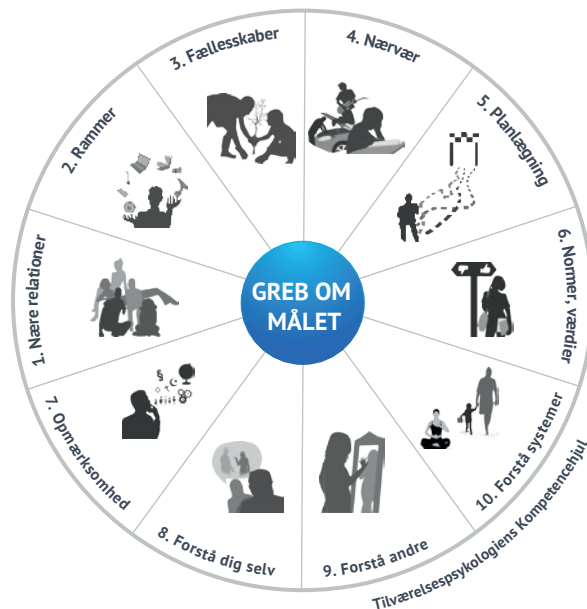 1. Nære relationer
2. Rammer
3. Fællesskaber
4. Nærvær
5. Planlægning
6. Normer, værdier
7. Opmærksomhed
8. Forstå dig selv
9. Forstå andre
10. Forstå systemer
GREB OM
MÅLET
§
Tilværelsespsykologiens Kompetencehjul